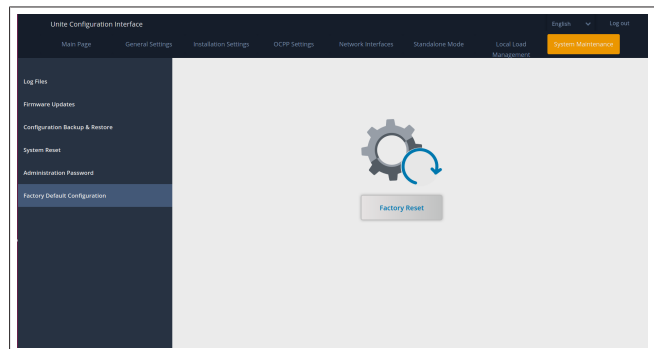 Unite Configuration Interface
English
Log out
Main Page
General Settings
Installation Settings
OCPP Settings
Network Interfaces
Standalone Mode
Local Load
Management
System Maintenance
Log Files
Firmware Updates
Configuration Backup & Restore
System Reset
Administration Password
Factory Default Configuration
Factory Reset